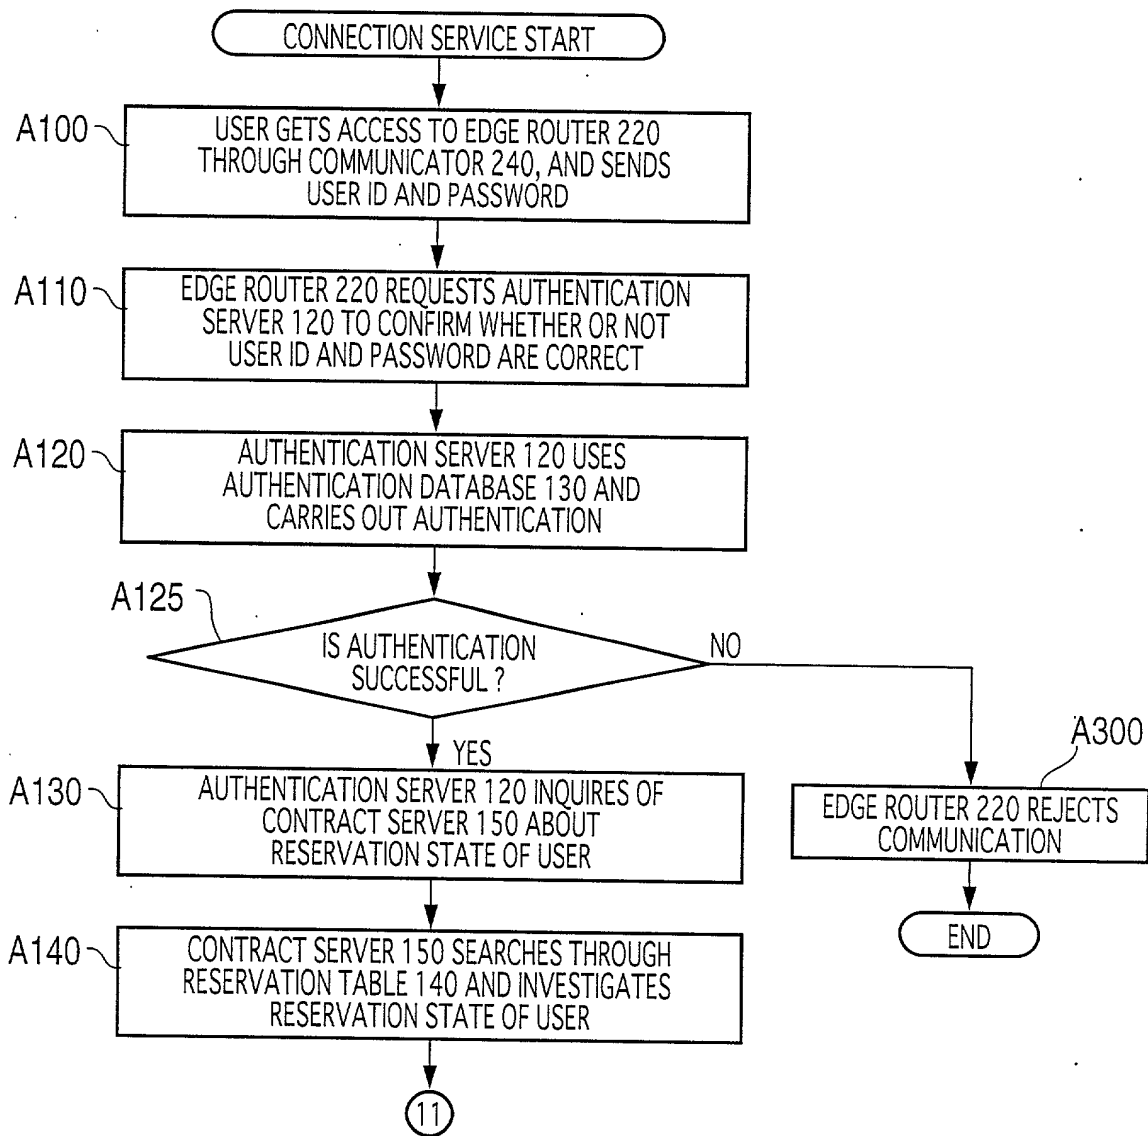 CONNECTION SERVICE START
A100
USER GETS ACCESS TO EDGE ROUTER 220
THROUGH COMMUNICATOR 240, AND SENDS
USER ID AND PASSWORD
A110
EDGE ROUTER 220 REQUESTS AUTHENTICATION
SERVER 120 TO CONFIRM WHETHER OR NOT
USER ID AND PASSWORD ARE CORRECT
A120
AUTHENTICATION SERVER 120 USES
AUTHENTICATION DATABASE 130 AND
CARRIES OUT AUTHENTICATION
A125
IS AUTHENTICATION
SUCCESSFUL ?
NO
YES
A130
AUTHENTICATION SERVER 120 INQUIRES OF
CONTRACT SERVER 150 ABOUT
RESERVATION STATE OF USER
A300
EDGE ROUTER 220 REJECTS
COMMUNICATION
END
A140
CONTRACT SERVER 150 SEARCHES THROUGH
RESERVATION TABLE 140 AND INVESTIGATES
RESERVATION STATE OF USER
11